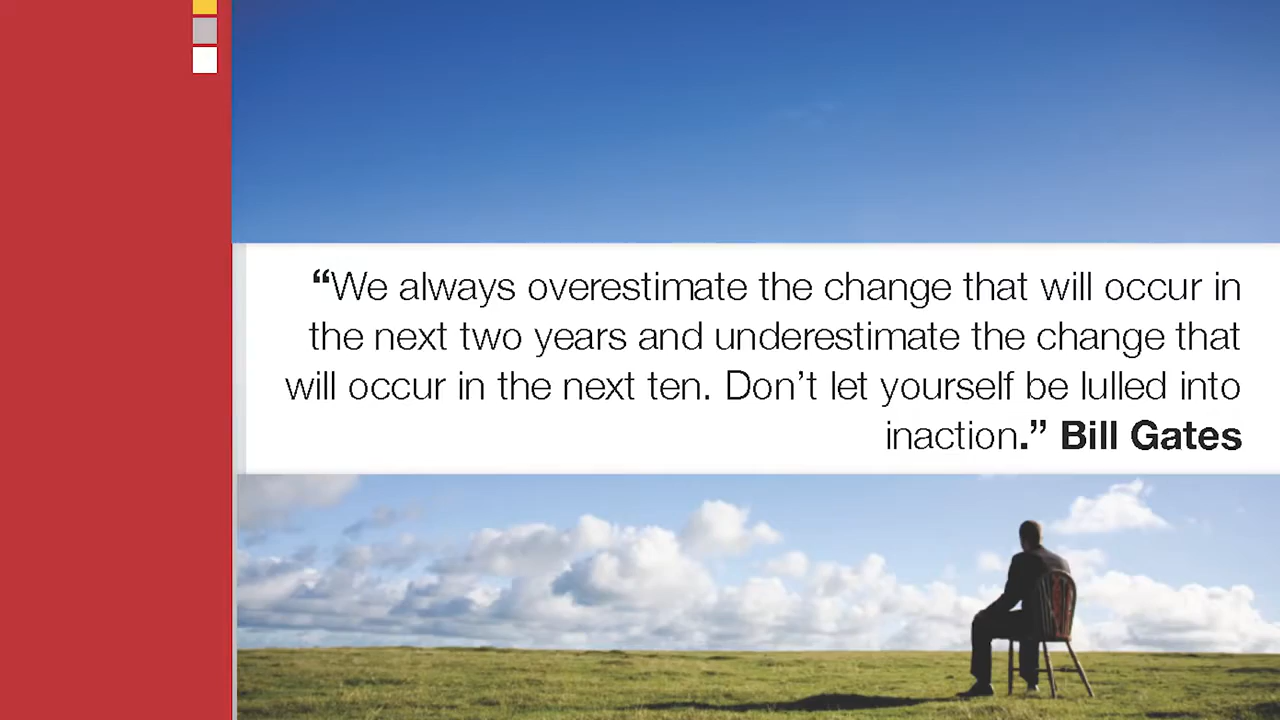 “We always overestimate the change that will occur in
the next two years and underestimate the change that
will occur in the next ten. Don’t let yourself be lulled into
inaction.” Bill Gates